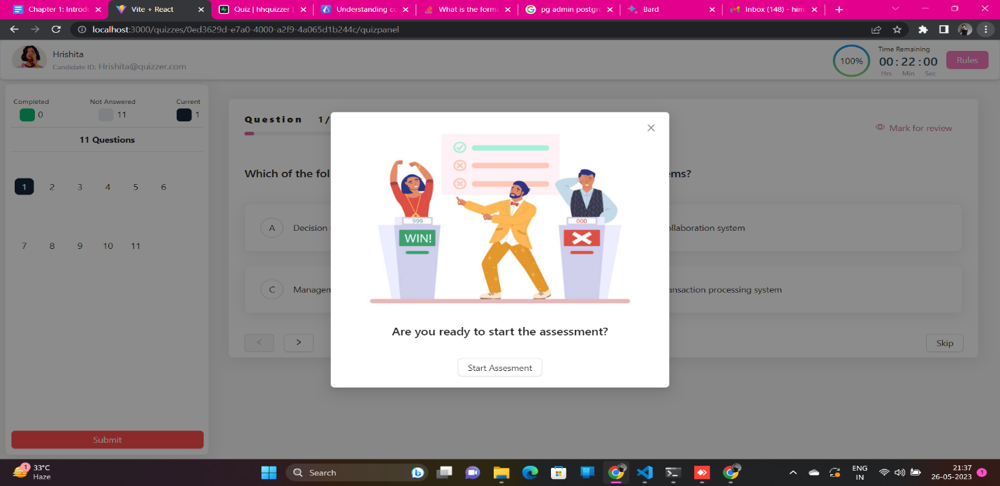 Chapter 1: Introdu
Vite + React
Quiz | hhquizzer
Understanding co
What is the forma
pg admin postgre
Bard
Inbox (148) - him
localhost:3000/quizzes/0ed3629d-e7a0-4000-a2f9-4a065d1b244c/quizpanel
Hrishita
Candidate ID: Hrishita@quizzer.com
100%
Time Remaining
00 : 22 : 00
Hrs Min Sec
Rules
Completed
0
Not Answered
11
Current
1
11 Questions
1 2 3 4 5 6
7 8 9 10 11
Submit
Question 1/
Mark for review
Which of the fol
ms?
A Decision
ollaboration system
C Managem
ansaction processing system
< >
Skip
999
WIN!
000
Are you ready to start the assessment?
Start Assesment
1
33°C
Haze
Search
ENG
IN
21:37
26-05-2023
1